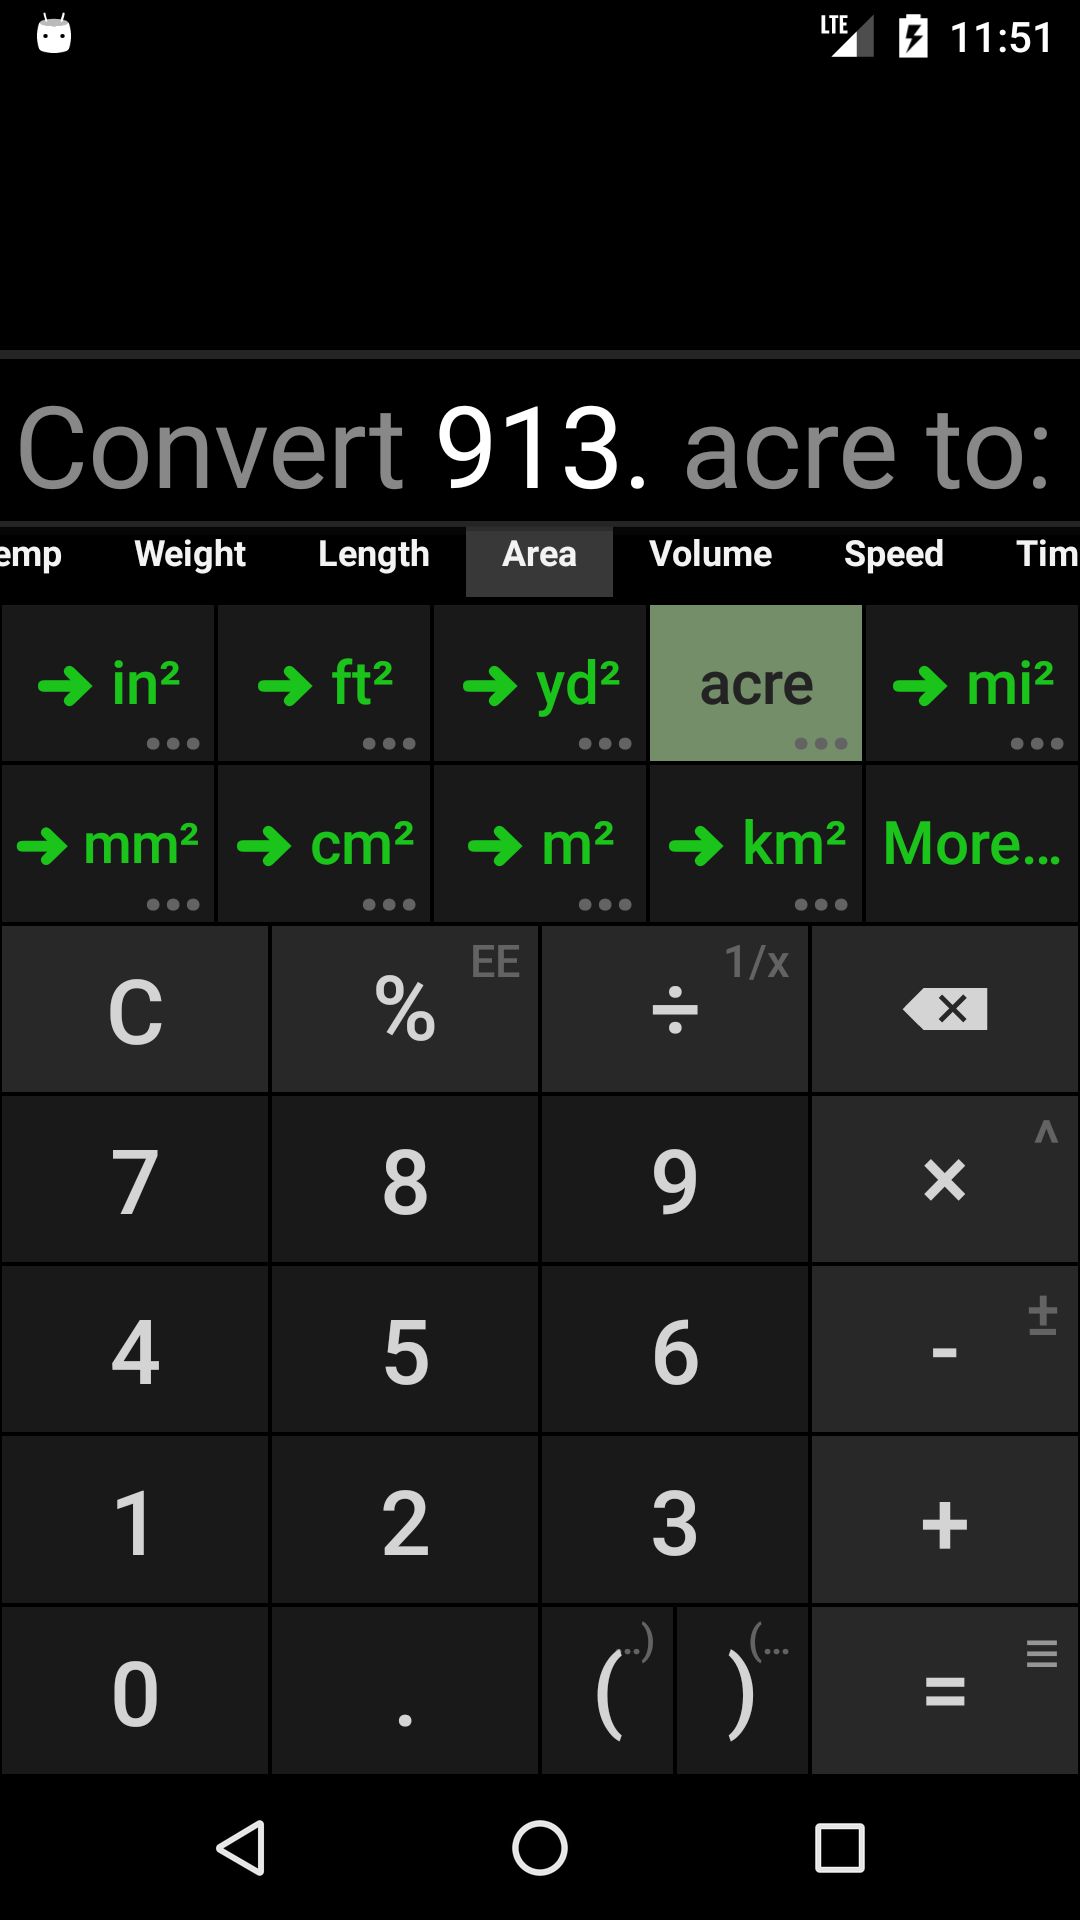 LTE 11:51
Convert 913. acre to:
emp Weight Length Area Volume Speed Tim
➔ in² ➔ ft² ➔ yd² acre ➔ mi²
➔ mm² ➔ cm² ➔ m² ➔ km² More...
C % EE ÷ 1/x
7 8 9 × ^
4 5 6 - ±
1 2 3 +
0 . ( ..) ) (... =